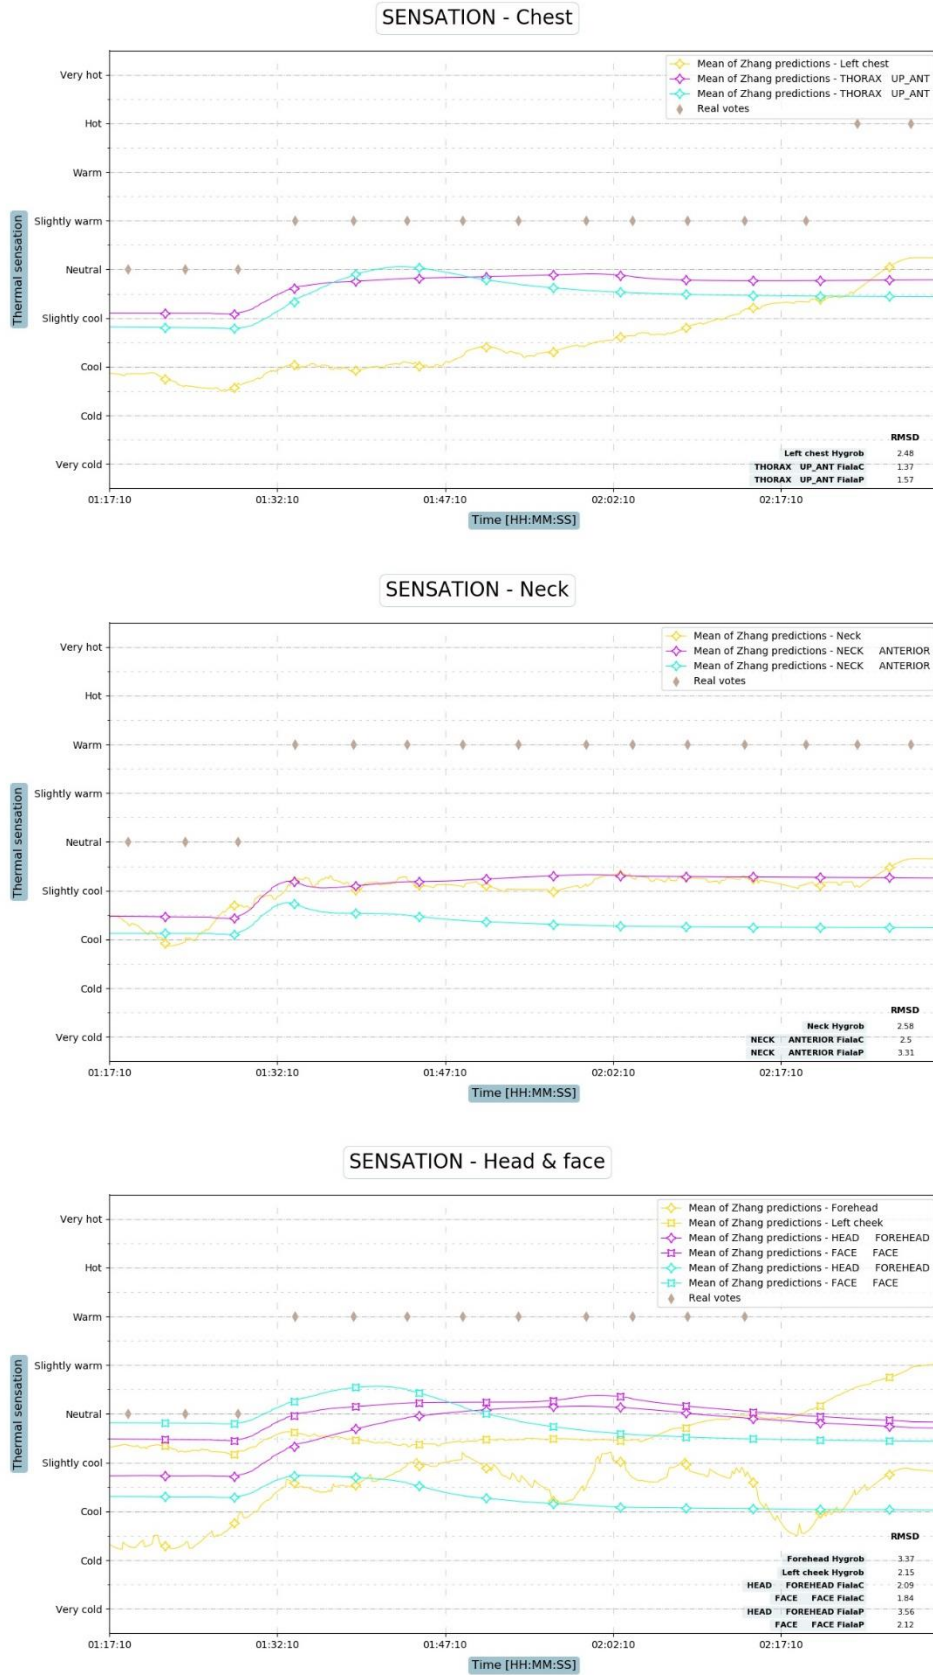 SENSATION - Chest
Thermal sensation
Very hot
Hot
Warm
Slightly warm
Neutral
Slightly cool
Cool
Cold
Very cold
Mean of Zhang predictions - Left chest
Mean of Zhang predictions - THORAX UP_ANT
Mean of Zhang predictions - THORAX UP_ANT
Real votes
RMSD
Left chest Hygrob 2.48
THORAX UP_ANT FialaC 1.37
THORAX UP_ANT FialaP 1.57
01:17:10 01:32:10 01:47:10 02:02:10 02:17:10
Time [HH:MM:SS]
SENSATION - Neck
Thermal sensation
Very hot
Hot
Warm
Slightly warm
Neutral
Slightly cool
Cool
Cold
Very cold
Mean of Zhang predictions - Neck
Mean of Zhang predictions - NECK ANTERIOR
Mean of Zhang predictions - NECK ANTERIOR
Real votes
RMSD
Neck Hygrob 2.58
NECK ANTERIOR FialaC 2.5
NECK ANTERIOR FialaP 3.31
01:17:10 01:32:10 01:47:10 02:02:10 02:17:10
Time [HH:MM:SS]
SENSATION - Head & face
Thermal sensation
Very hot
Hot
Warm
Slightly warm
Neutral
Slightly cool
Cool
Cold
Very cold
Mean of Zhang predictions - Forehead
Mean of Zhang predictions - Left cheek
Mean of Zhang predictions - HEAD FOREHEAD
Mean of Zhang predictions - FACE FACE
Mean of Zhang predictions - HEAD FOREHEAD
Mean of Zhang predictions - FACE FACE
Real votes
RMSD
Forehead Hygrob 3.37
Left cheek Hygrob 2.15
HEAD FOREHEAD FialaC 2.09
FACE FACE FialaC 1.84
HEAD FOREHEAD FialaP 3.56
FACE FACE FialaP 2.12
01:17:10 01:32:10 01:47:10 02:02:10 02:17:10
Time [HH:MM:SS]